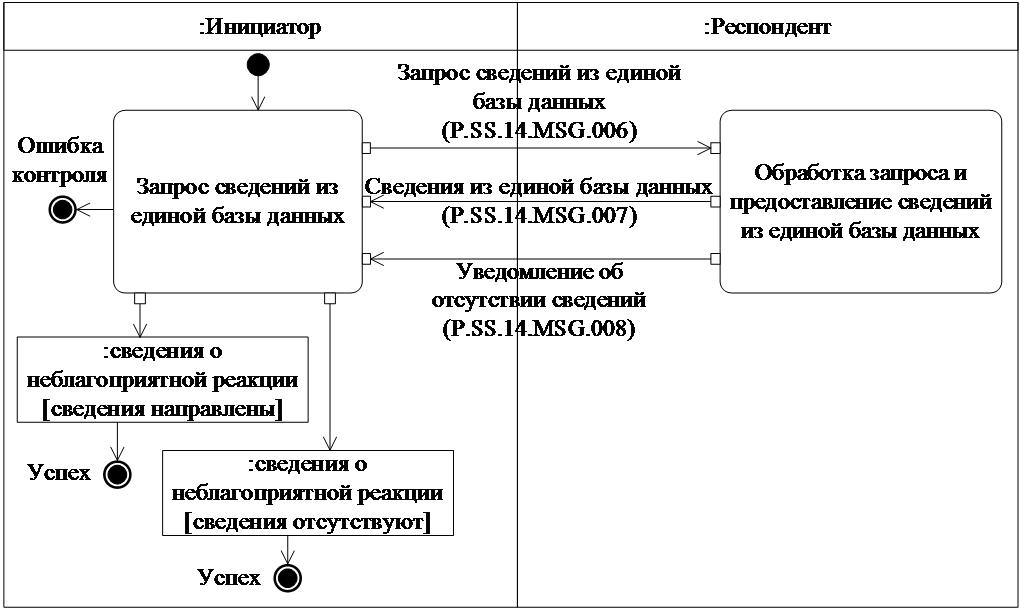 :Инициатор
:Респондент
Запрос сведений из единой
базы данных
(P.SS.14.MSG.006)
Ошибка
контроля
Запрос сведений из
единой базы данных
Сведения из единой базы данных
(P.SS.14.MSG.007)
Обработка запроса и
предоставление сведений
из единой базы данных
Уведомление об
отсутствии сведений
(P.SS.14.MSG.008)
:сведения о
неблагоприятной реакции
[сведения направлены]
Успех
:сведения о
неблагоприятной реакции
[сведения отсутствуют]
Успех